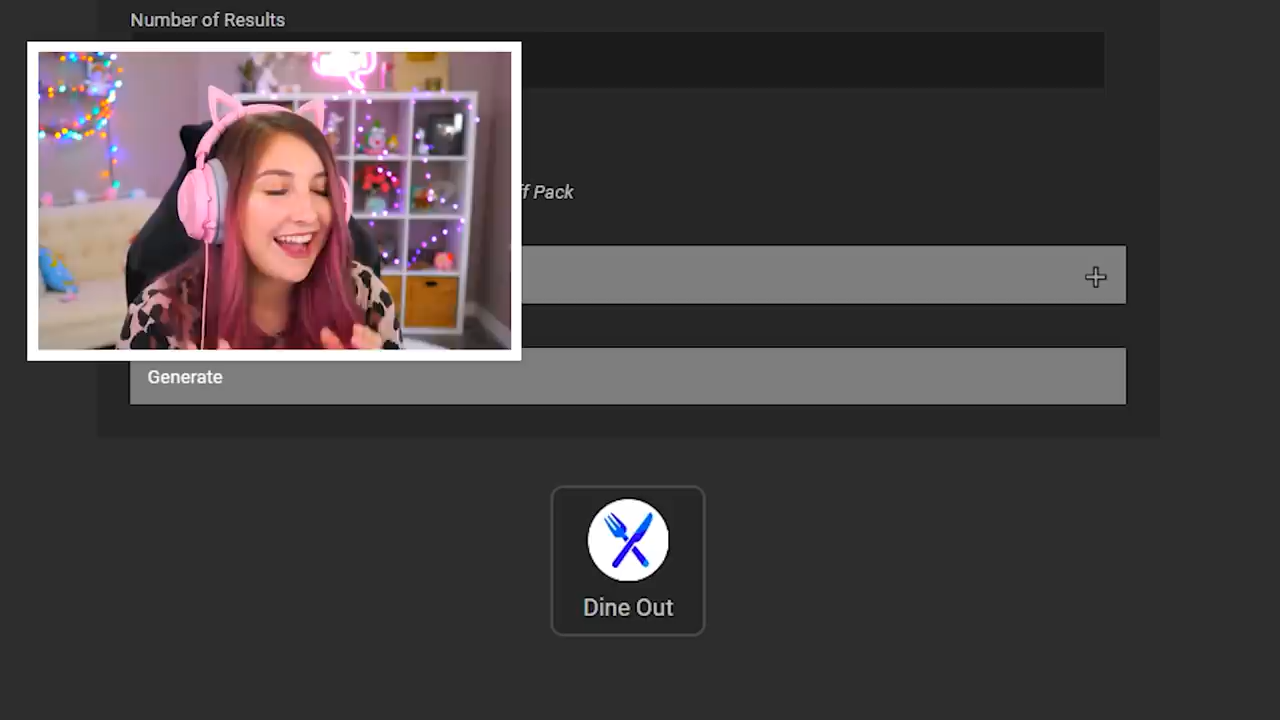 Number of Results
ff Pack
Generate
Dine Out